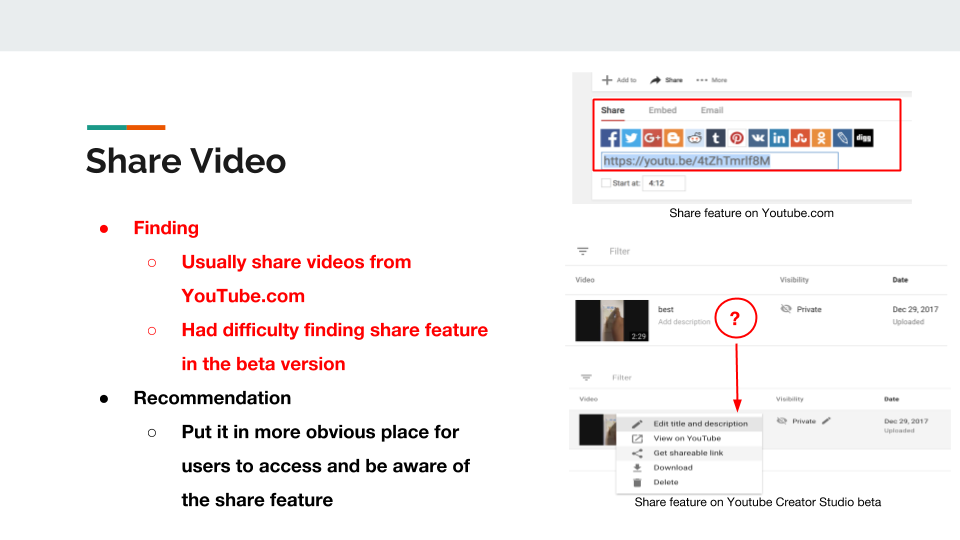 Share Video
● Finding
○ Usually share videos from
YouTube.com
○ Had difficulty finding share feature
in the beta version
● Recommendation
○ Put it in more obvious place for
users to access and be aware of
the share feature
Add to Share More
Share Embed Email
f G+ t in digg
https://youtu.be/4tZhTmrlf8M
Start at: 4:12
Share feature on Youtube.com
Filter
Video Visibility Date
best Private Dec 29, 2017
Add description Uploaded
2:29
?
Filter
Video Visibility Date
Private Dec 29, 2017
Uploaded
Edit title and description
View on YouTube
Get shareable link
Download
Delete
Share feature on Youtube Creator Studio beta